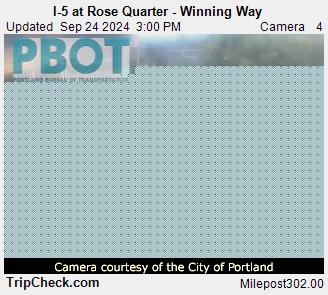 I-5 at Rose Quarter - Winning Way
Updated Sep 24 2024 3:00 PM Camera 4
PBOT
PORTLAND BUREAU OF TRANSPORTATION
Camera courtesy of the City of Portland
TripCheck.com Milepost302.00